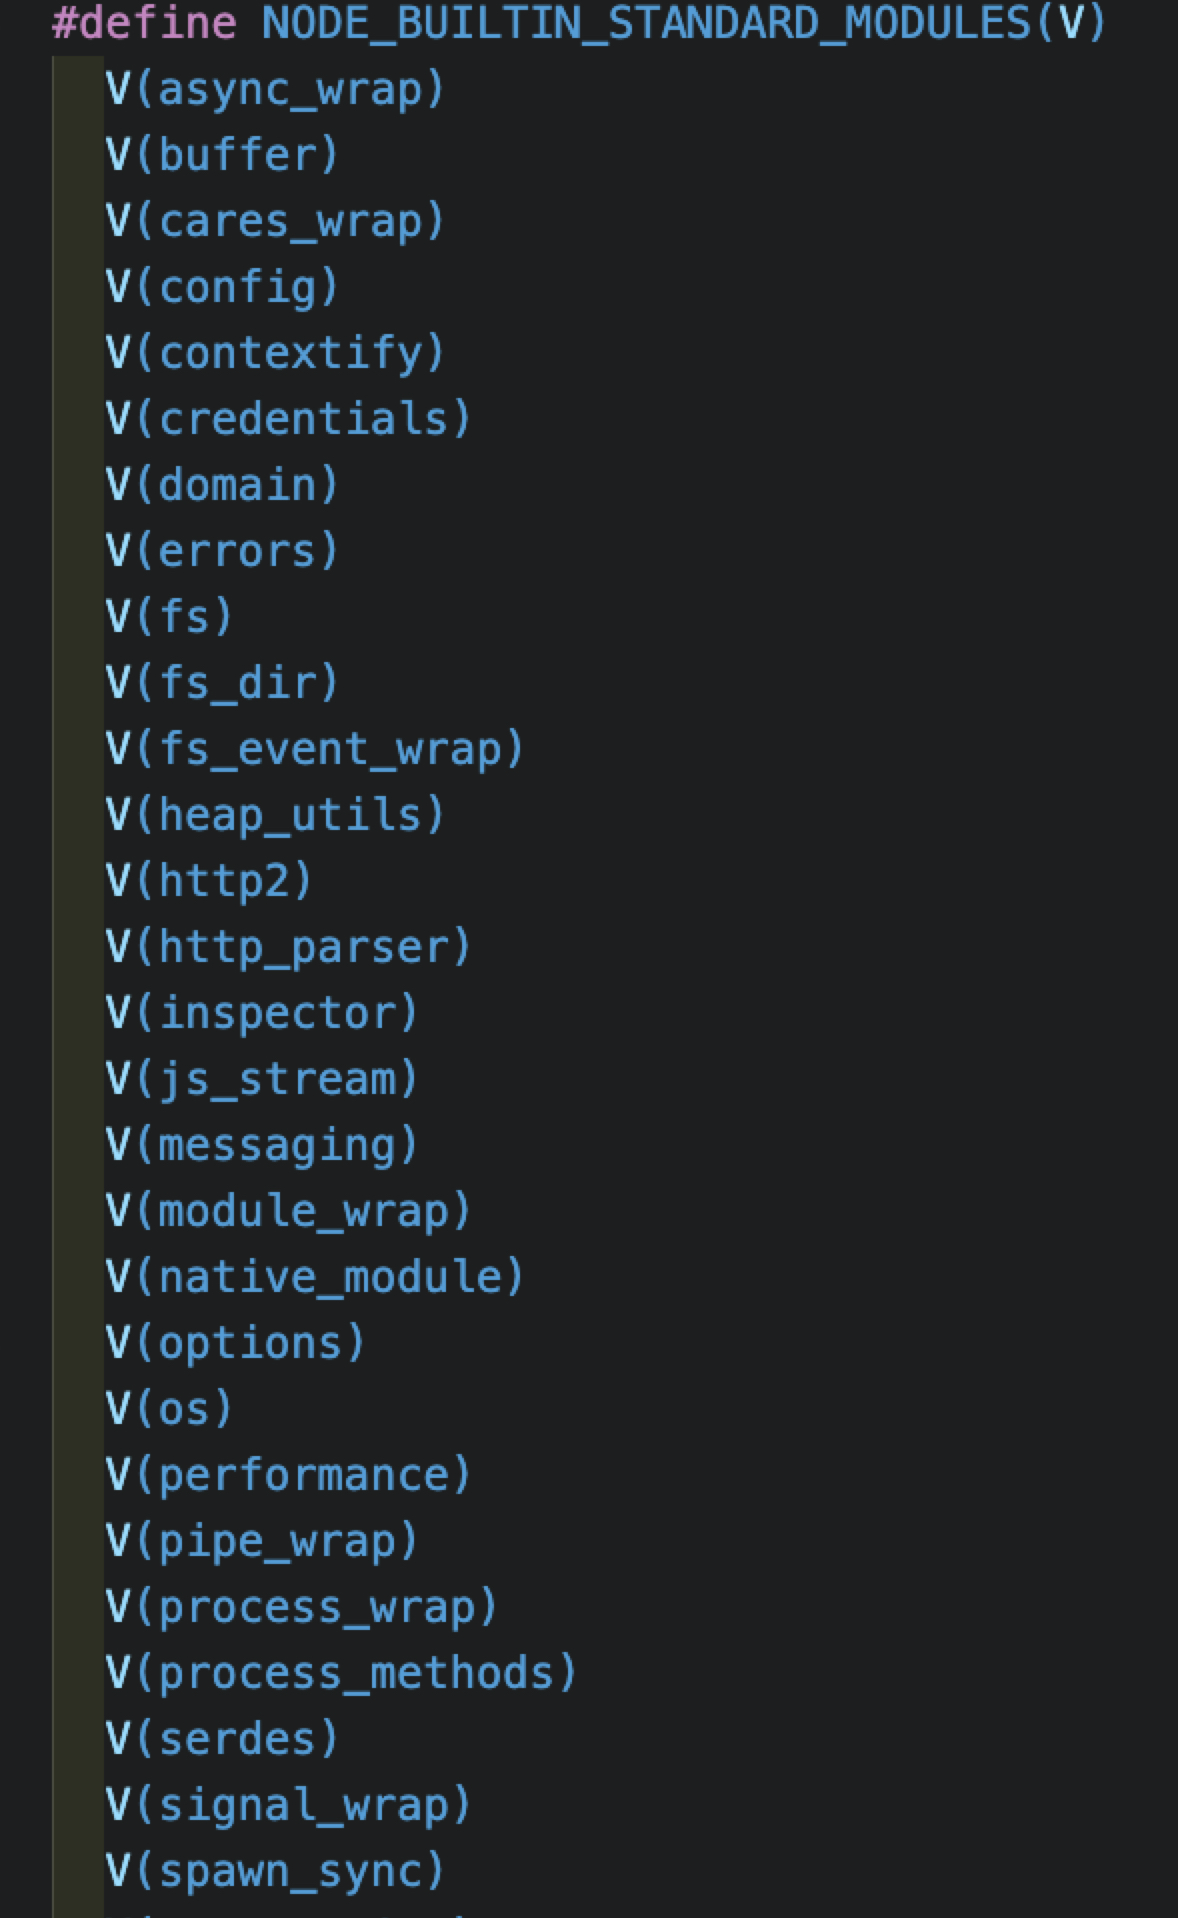 #define NODE_BUILTIN_STANDARD_MODULES(V)
V(async_wrap)
V(buffer)
V(cares_wrap)
V(config)
V(contextify)
V(credentials)
V(domain)
V(errors)
V(fs)
V(fs_dir)
V(fs_event_wrap)
V(heap_utils)
V(http2)
V(http_parser)
V(inspector)
V(js_stream)
V(messaging)
V(module_wrap)
V(native_module)
V(options)
V(os)
V(performance)
V(pipe_wrap)
V(process_wrap)
V(process_methods)
V(serdes)
V(signal_wrap)
V(spawn_sync)